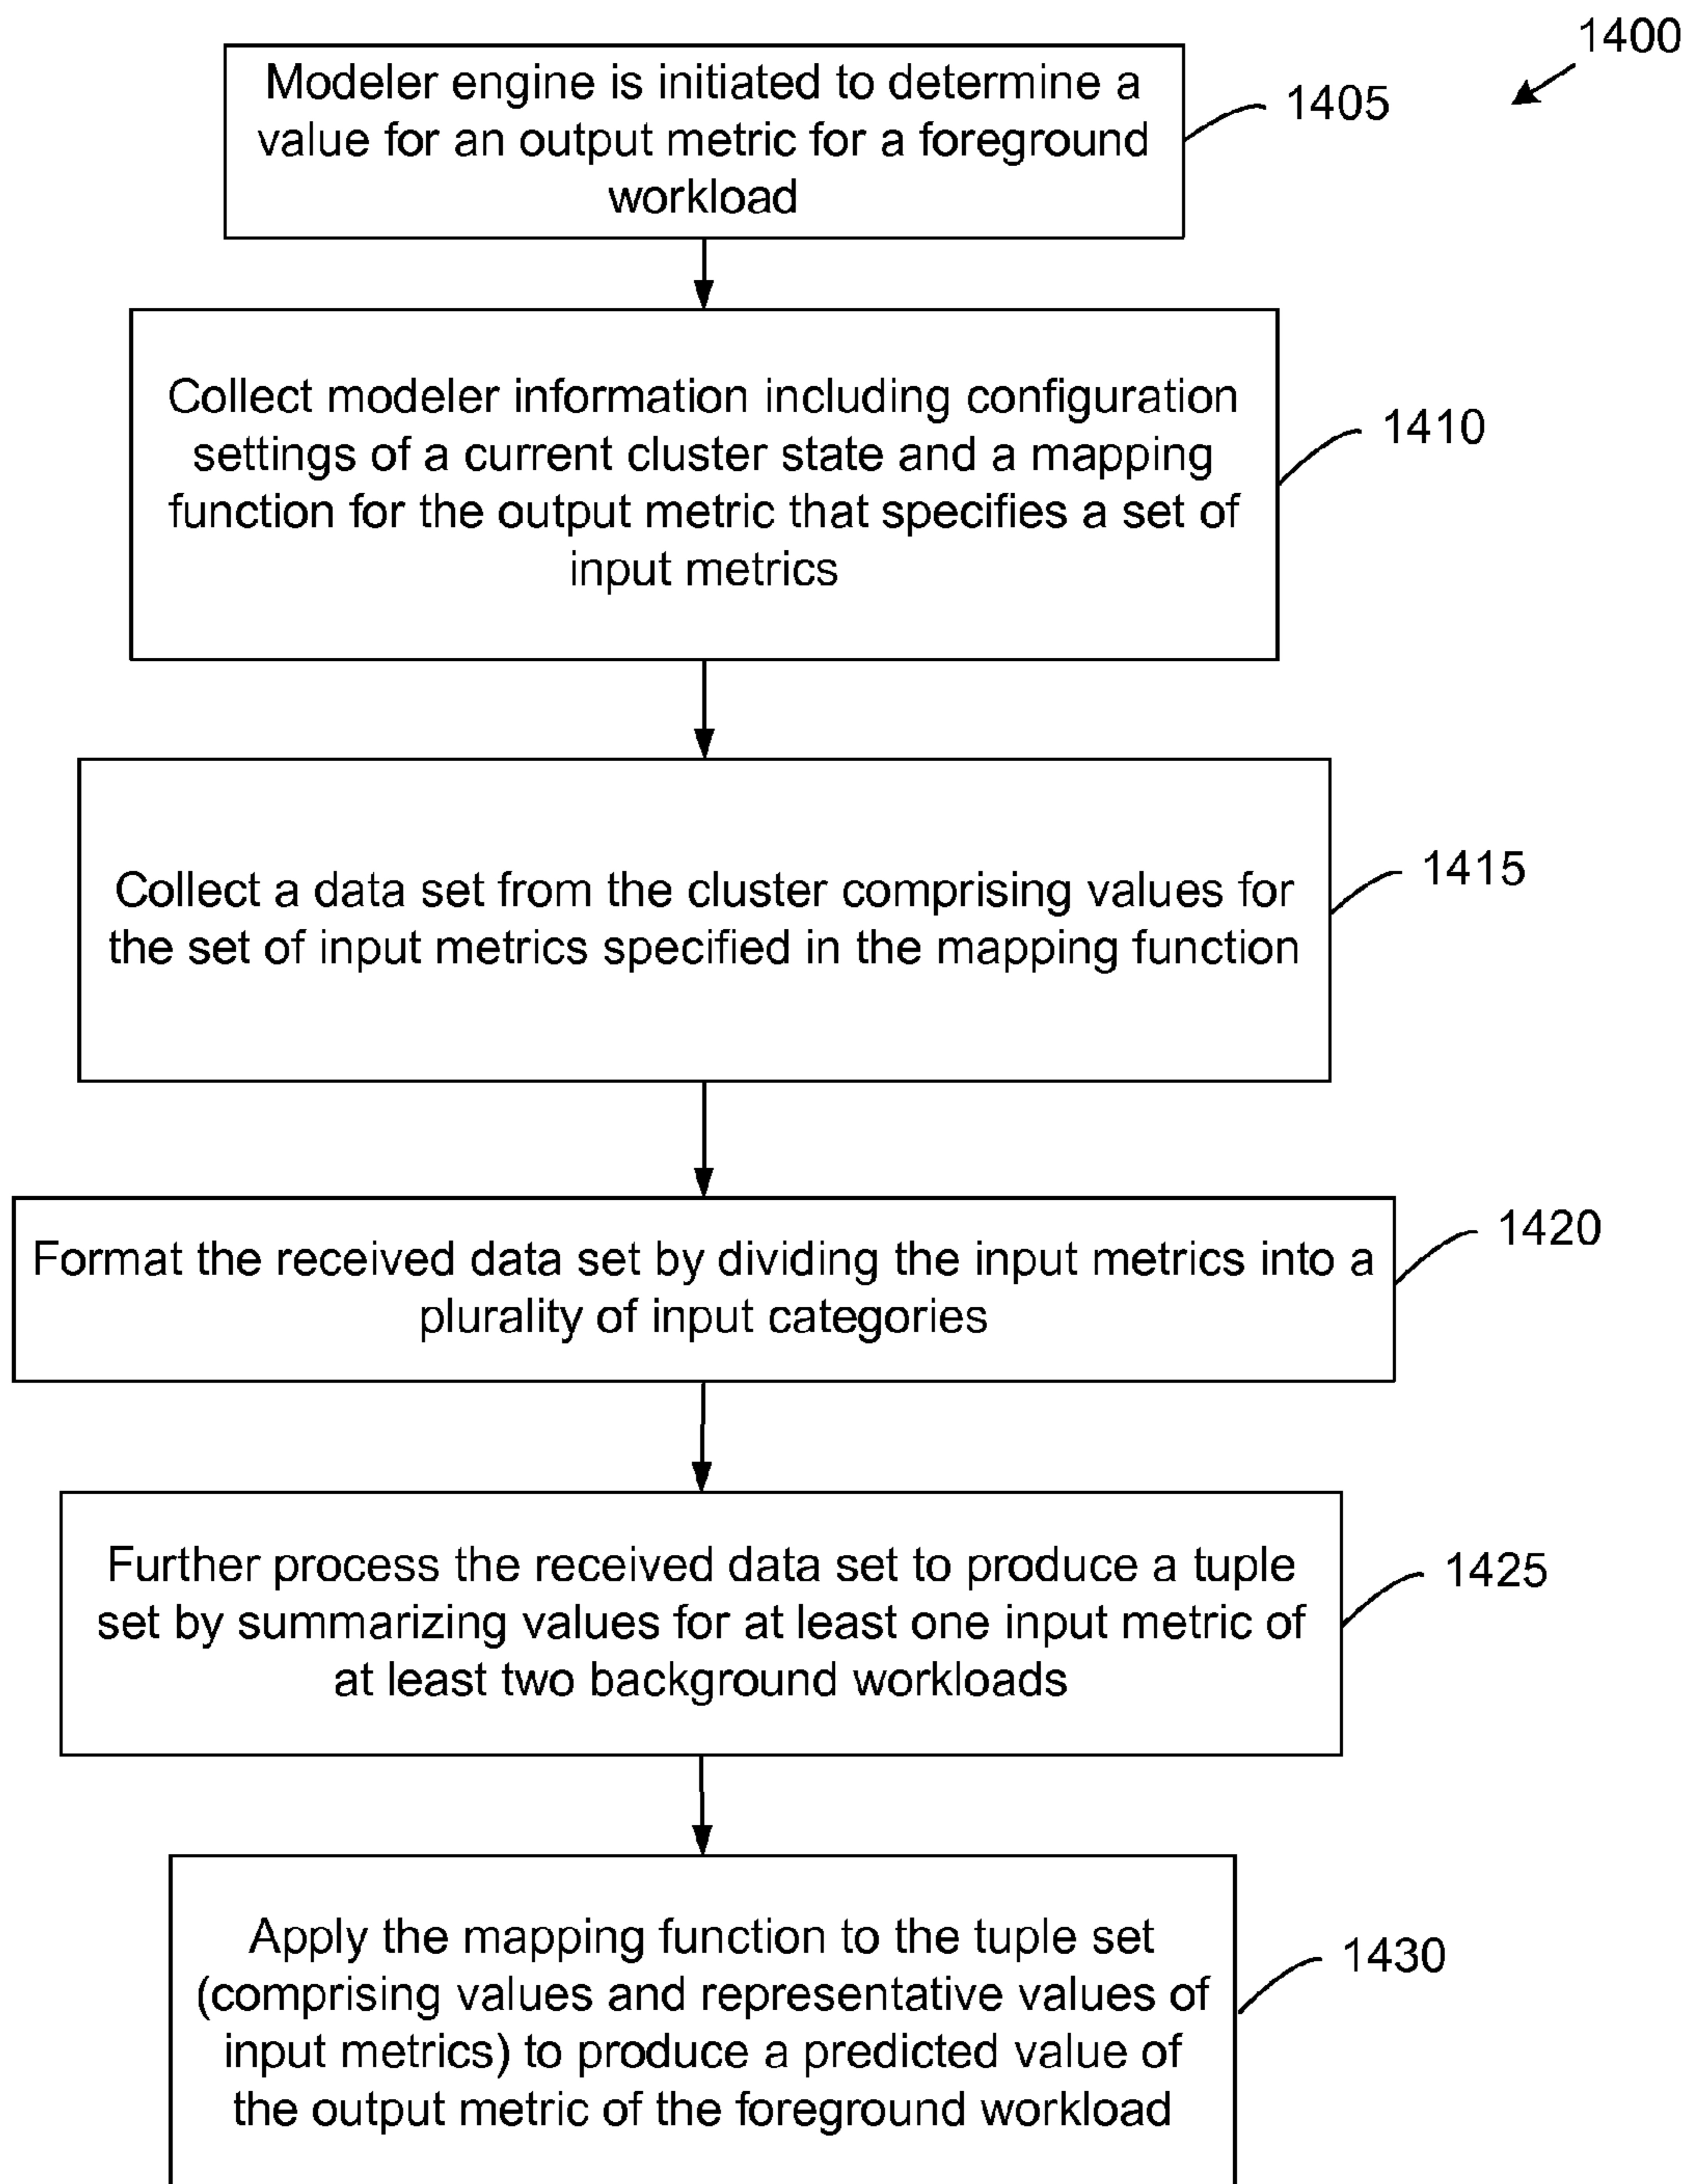 1400
Modeler engine is initiated to determine a
value for an output metric for a foreground
workload
1405
Collect modeler information including configuration
settings of a current cluster state and a mapping
function for the output metric that specifies a set of
input metrics
1410
Collect a data set from the cluster comprising values for
the set of input metrics specified in the mapping function
1415
Format the received data set by dividing the input metrics into a
plurality of input categories
1420
Further process the received data set to produce a tuple
set by summarizing values for at least one input metric of
at least two background workloads
1425
Apply the mapping function to the tuple set
(comprising values and representative values of
input metrics) to produce a predicted value of
the output metric of the foreground workload
1430